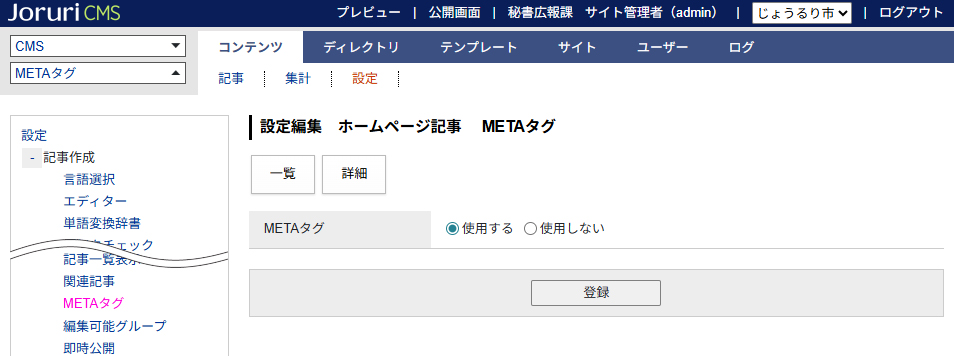 Joruri CMS
プレビュー | 公開画面 | 秘書広報課 サイト管理者（admin） | じょうるり市 | ログアウト
CMS
METAタグ
コンテンツ ディレクトリ テンプレート サイト ユーザー ログ
記事 集計 設定
設定
- 記事作成
言語選択
エディター
単語変換辞書
チェック
記事一覧表示
関連記事
METAタグ
編集可能グループ
即時公開
設定編集 ホームページ記事 METAタグ
一覧 詳細
METAタグ 使用する 使用しない
登録